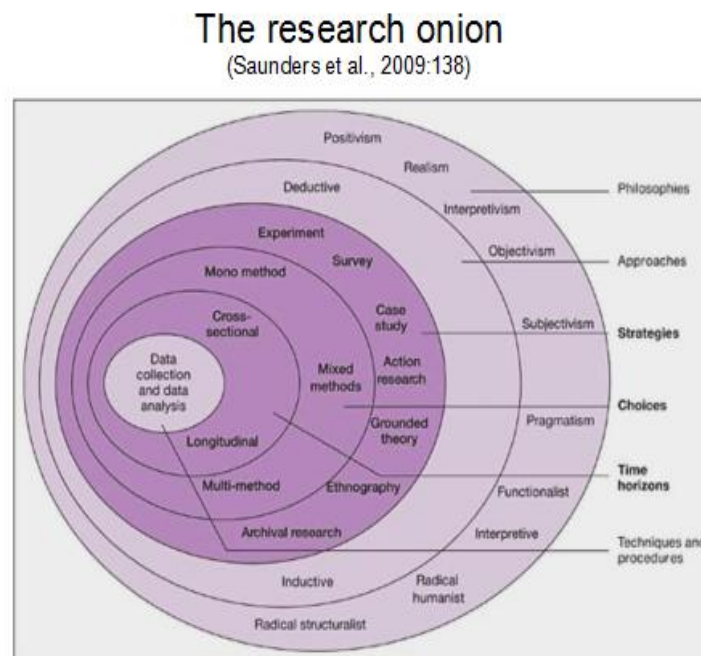 The research onion
(Saunders et al., 2009:138)
Positivism
Realism
Philosophies
Deductive
Interpretivism
Experiment
Objectivism
Survey
Approaches
Mono method
Cross-
sectional
Case
study
Subjectivism
Strategies
Data
collection
and data
analysis
Mixed
methods
Action
research
Choices
Grounded
theory
Pragmatism
Longitudinal
Time
horizons
Multi-method
Ethnography
Functionalist
Archival research
Interpretive
Techniques and
procedures
Inductive
Radical
humanist
Radical structuralist